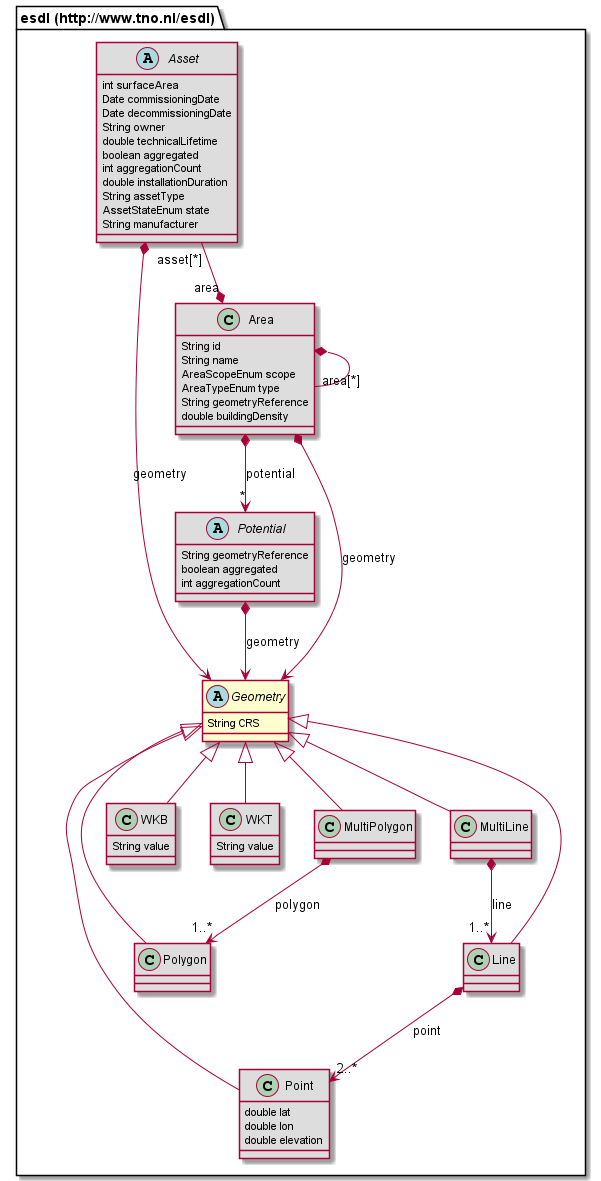 esdl (http://www.tno.nl/esdl)
A Asset
int surfaceArea
Date commissioningDate
Date decommissioningDate
String owner
double technicalLifetime
boolean aggregated
int aggregationCount
double installationDuration
String assetType
AssetStateEnum state
String manufacturer
asset[*]
area
C Area
String id
String name
AreaScopeEnum scope
AreaTypeEnum type
String geometryReference
double buildingDensity
area[*]
geometry
potential
*
A Potential
String geometryReference
boolean aggregated
int aggregationCount
geometry
geometry
A Geometry
String CRS
C WKB
String value
C WKT
String value
C MultiPolygon
C MultiLine
polygon
1..*
line
1..*
C Polygon
C Line
point
2..*
C Point
double lat
double lon
double elevation